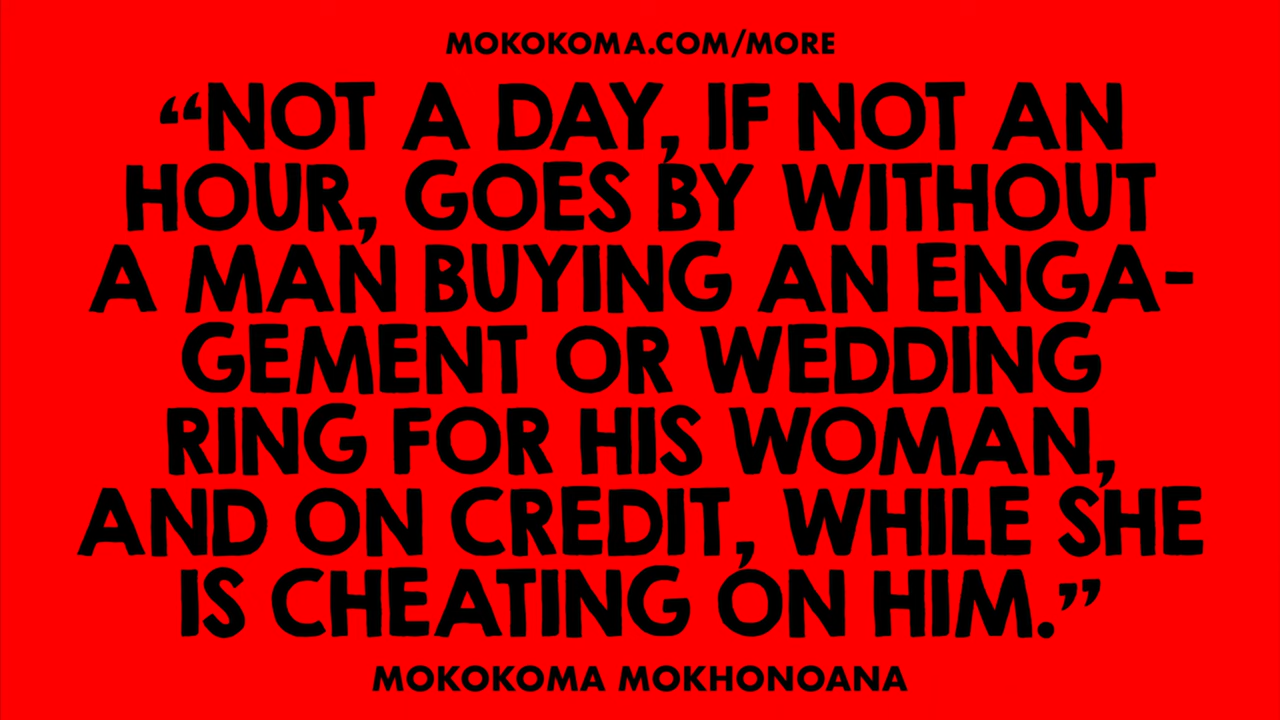 MOKOKOMA.COM/MORE
“NOT A DAY, IF NOT AN
HOUR, GOES BY WITHOUT
A MAN BUYING AN ENGA-
GEMENT OR WEDDING
RING FOR HIS WOMAN,
AND ON CREDIT, WHILE SHE
IS CHEATING ON HIM.”
MOKOKOMA MOKHONOANA